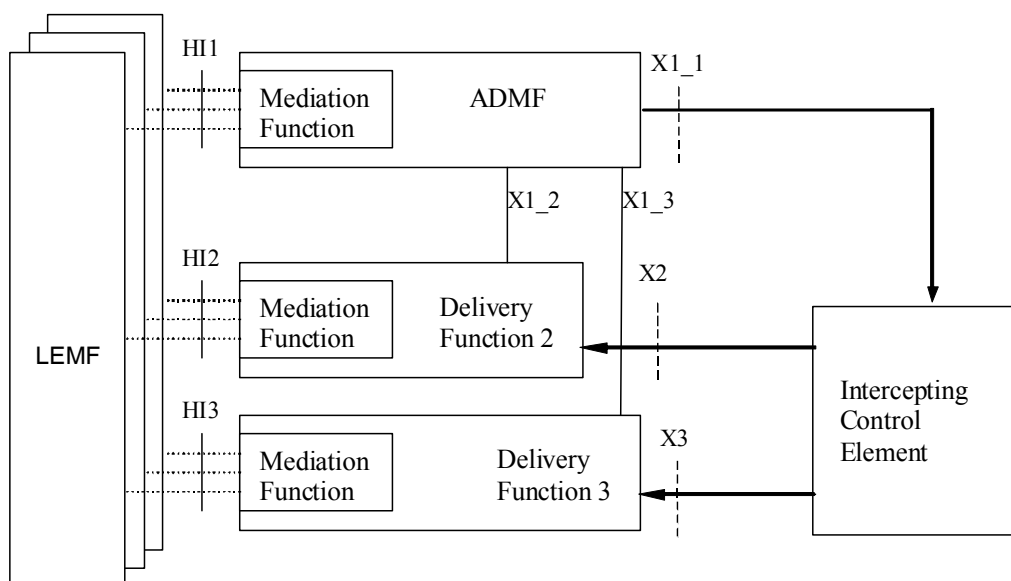 HI1
Mediation
Function
ADMF
X1_1
X1_2
X1_3
HI2
Mediation
Function
Delivery
Function 2
X2
LEMF
HI3
Mediation
Function
Delivery
Function 3
X3
Intercepting
Control
Element